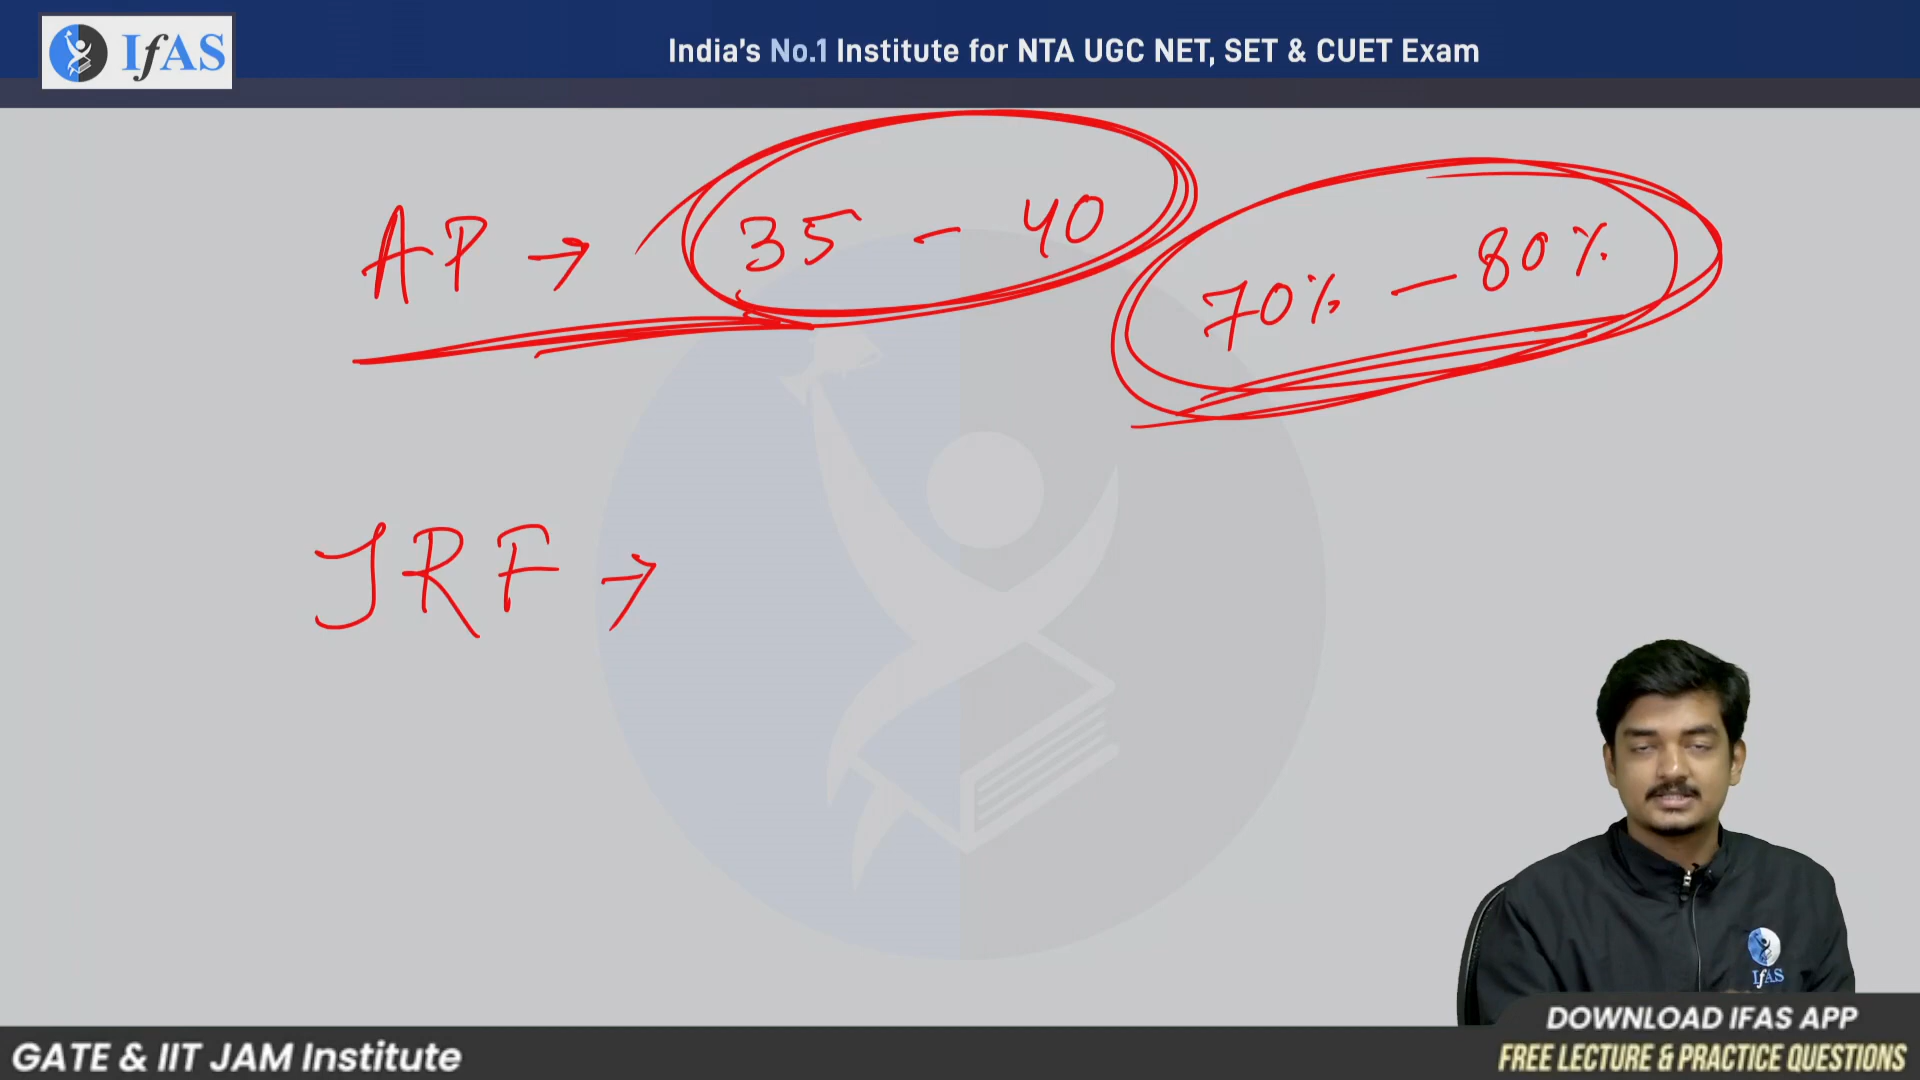 IfAS
India's No.1 Institute for NTA UGC NET, SET & CUET Exam
AP → 35 - 40
70% - 80%
JRF →
IfAS
DOWNLOAD IFAS APP
GATE & IIT JAM Institute
FREE LECTURE & PRACTICE QUESTIONS